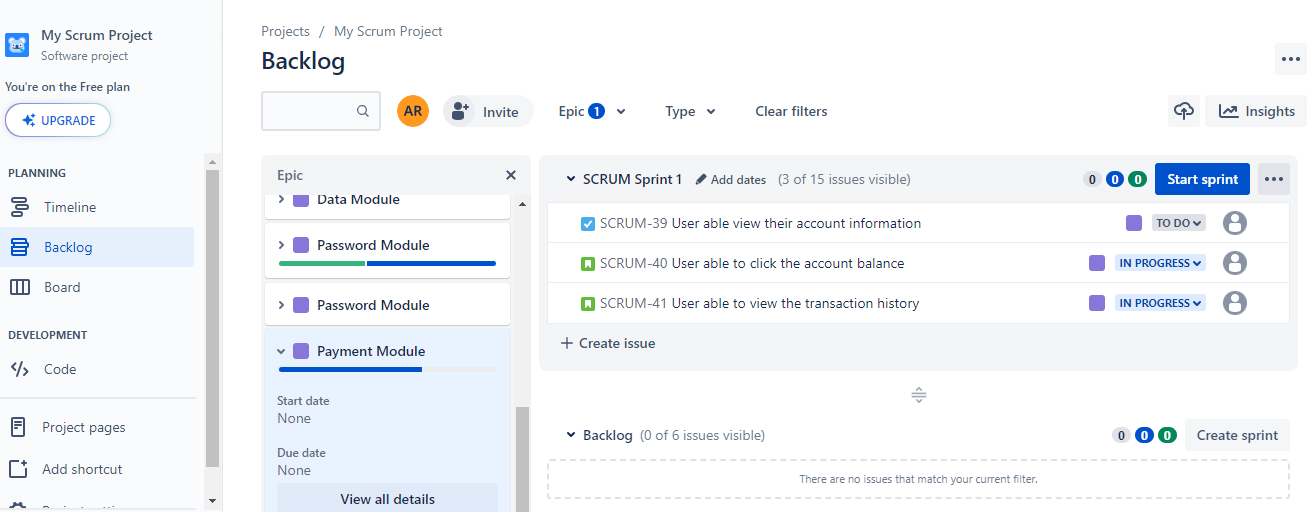 My Scrum Project
Software project
You're on the Free plan
UPGRADE
PLANNING
Timeline
Backlog
Board
DEVELOPMENT
Code
Project pages
Add shortcut
Projects / My Scrum Project
Backlog
AR
Invite
Epic 1
Type
Clear filters
Insights
Epic
Data Module
Password Module
Password Module
Payment Module
Start date
None
Due date
None
View all details
SCRUM Sprint 1 Add dates (3 of 15 issues visible)
0 0 0 Start sprint
SCRUM-39 User able view their account information TO DO
SCRUM-40 User able to click the account balance IN PROGRESS
SCRUM-41 User able to view the transaction history IN PROGRESS
+ Create issue
Backlog (0 of 6 issues visible) 0 0 0 Create sprint
There are no issues that match your current filter.